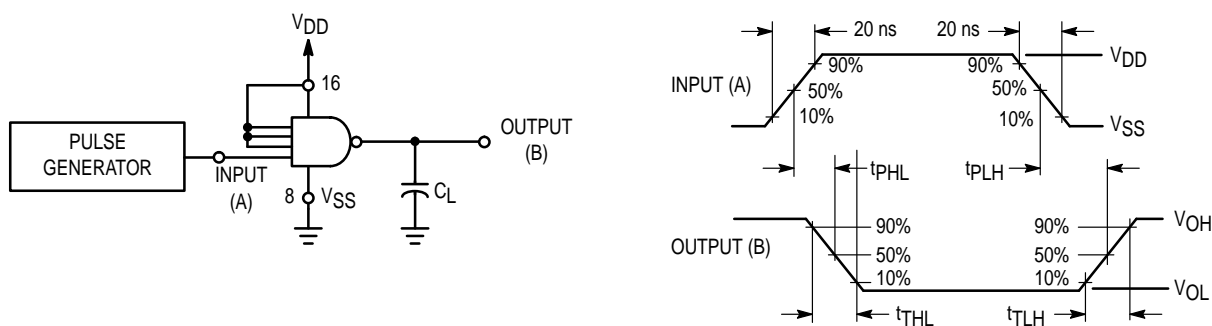 VDD
16
PULSE
GENERATOR
INPUT
(A)
8
VSS
CL
OUTPUT
(B)
20 ns
20 ns
INPUT (A)
90%
50%
10%
90%
50%
10%
VDD
VSS
tPHL
tPLH
OUTPUT (B)
90%
50%
10%
90%
50%
10%
VOH
VOL
tTHL
tTLH